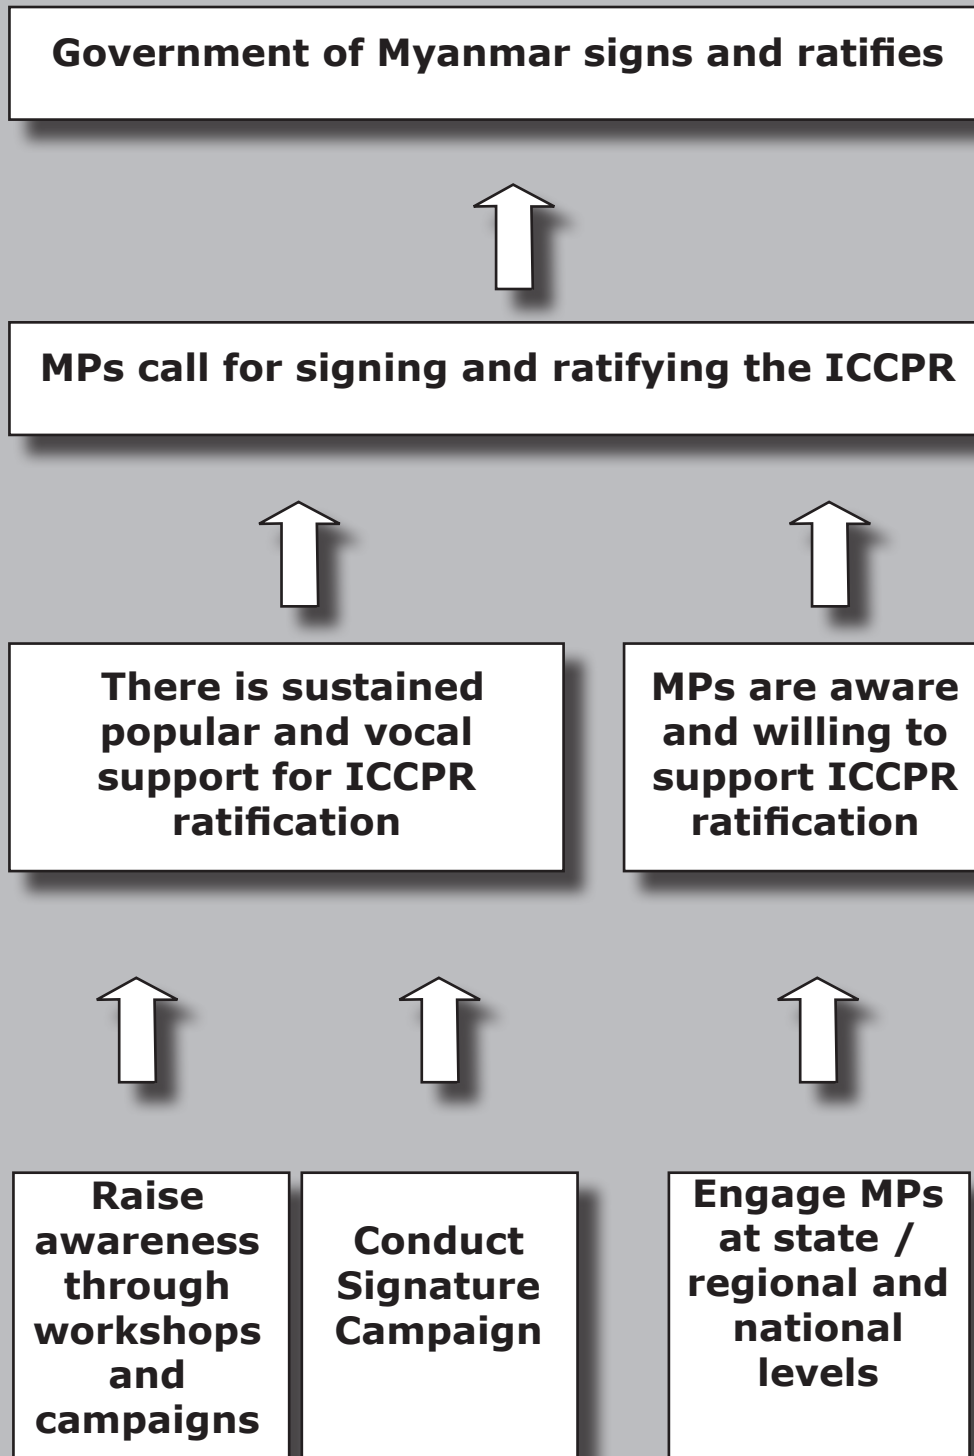 Government of Myanmar signs and ratifies
MPs call for signing and ratifying the ICCPR
There is sustained
popular and vocal
support for ICCPR
ratification
MPs are aware
and willing to
support ICCPR
ratification
Raise
awareness
through
workshops
and
campaigns
Conduct
Signature
Campaign
Engage MPs
at state /
regional and
national
levels